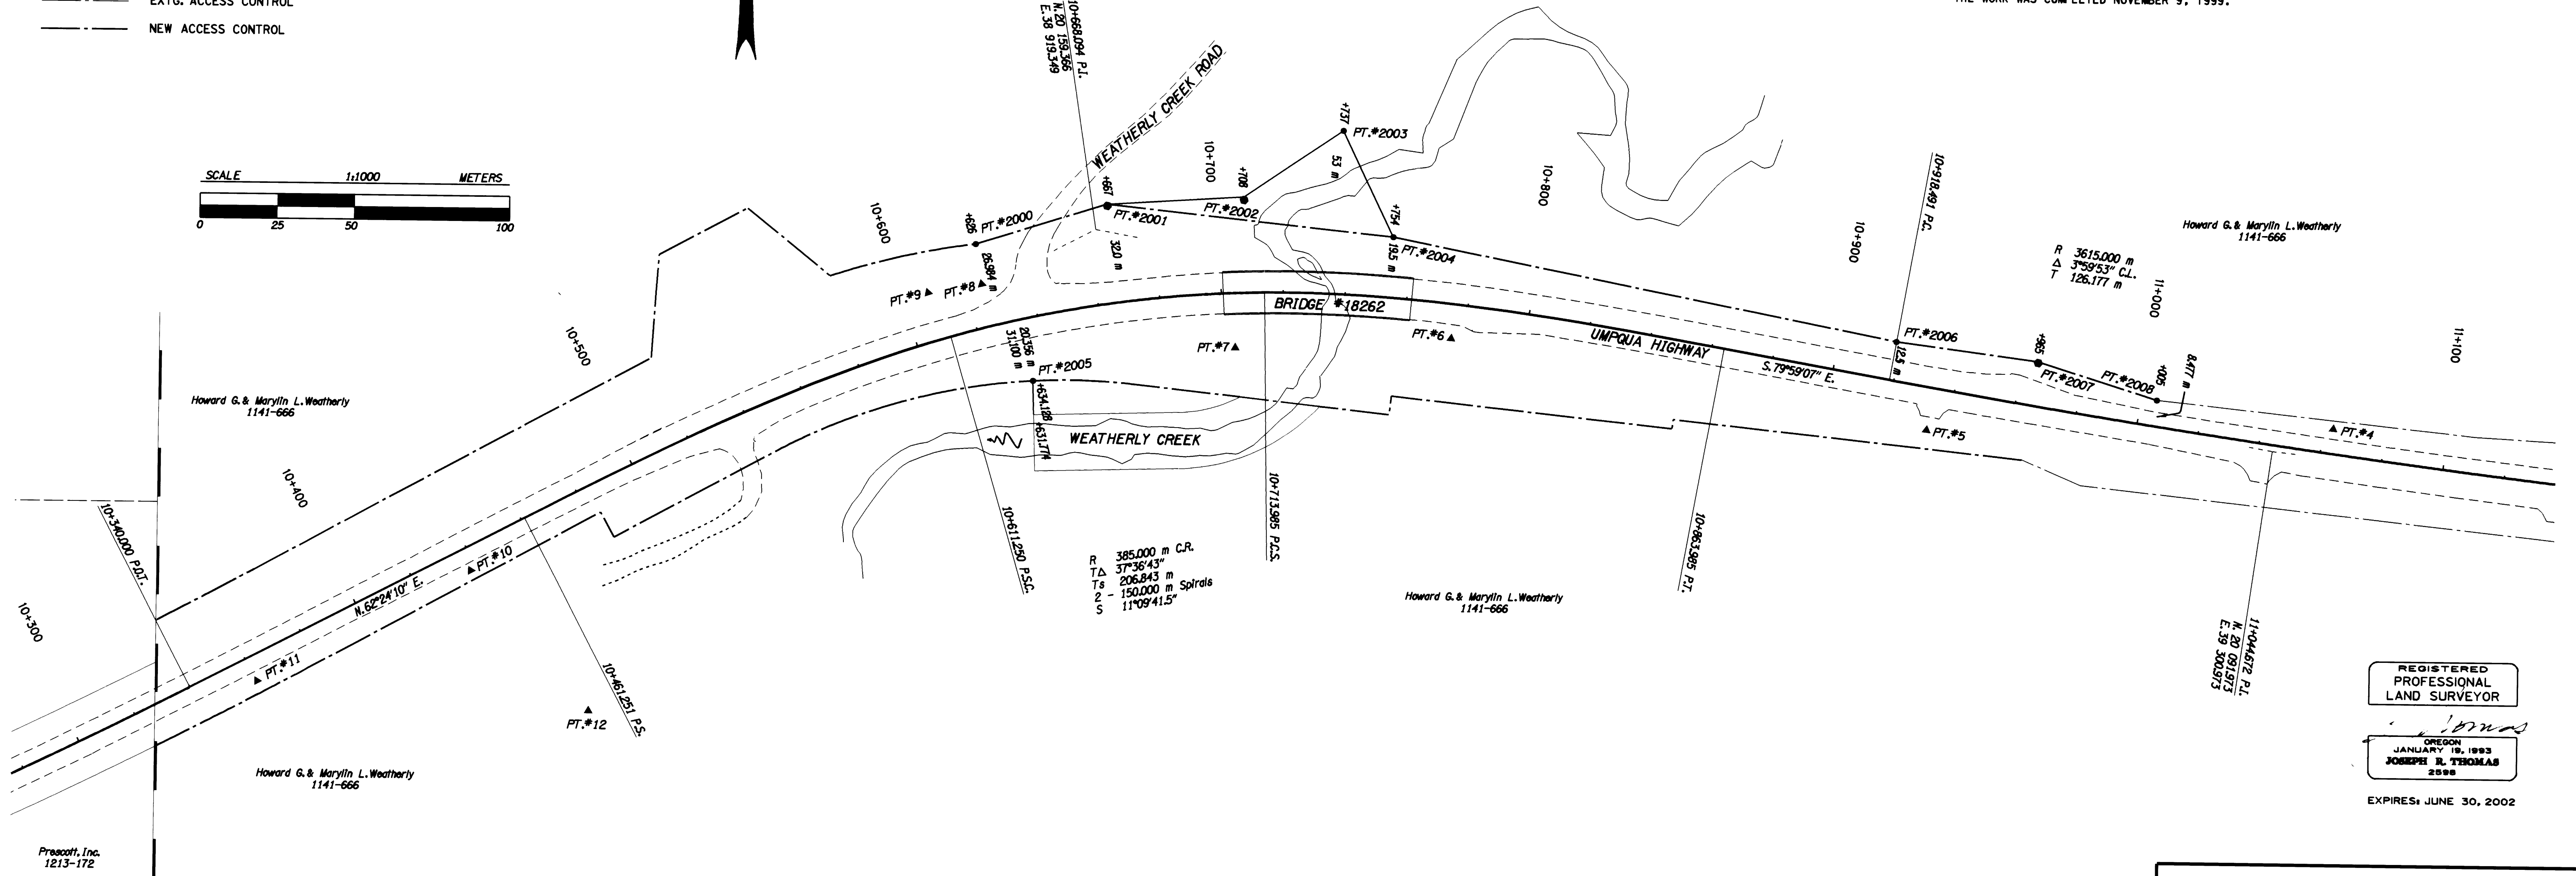 EXTG. ACCESS CONTROL
NEW ACCESS CONTROL
THE WORK WAS COMPLETED NOVEMBER 9, 1999.
SCALE 1:1000 METERS
0 25 50 100
10+668.094 P.I.
N. 20 159.366
E. 38 919.349
WEATHERLY CREEK ROAD
10+300
10+400
10+500
10+600
10+700
10+800
10+900
11+000
11+100
+626
PT.#2000
26.984 m
+667
PT.#2001
32.0 m
+708
PT.#2002
+737
PT.#2003
53 m
+754
PT.#2004
19.5 m
10+918.491 P.C.
PT.#2006
12.5 m
+965
PT.#2007
+005
PT.#2008
8.477 m
R 3615.000 m
Δ 3°59'53" C.L.
T 126.177 m
Howard G. & Marylin L. Weatherly
1141-666
PT.#9
PT.#8
BRIDGE #18262
PT.#7
PT.#6
UMPQUA HIGHWAY
S. 79°59'07" E.
PT.#5
PT.#4
20.356 m
31.100 m
PT.#2005
+634.128
+631.774
WEATHERLY CREEK
Howard G. & Marylin L. Weatherly
1141-666
10+340.000 P.O.T.
N. 62°24'10" E.
PT.#10
PT.#11
PT.#12
10+461.251 P.S.
10+611.250 P.S.C.
10+713.985 P.C.S.
10+863.985 P.T.
R 385.000 m C.R.
TΔ 37°36'43"
Ts 206.843 m
2 - 150.000 m Spirals
S 11°09'41.5"
Howard G. & Marylin L. Weatherly
1141-666
11+044.672 P.I.
N. 20 091.973
E. 39 300.973
Howard G. & Marylin L. Weatherly
1141-666
Prescott, Inc.
1213-172
REGISTERED
PROFESSIONAL
LAND SURVEYOR
OREGON
JANUARY 19, 1993
JOSEPH R. THOMAS
2598
EXPIRES: JUNE 30, 2002